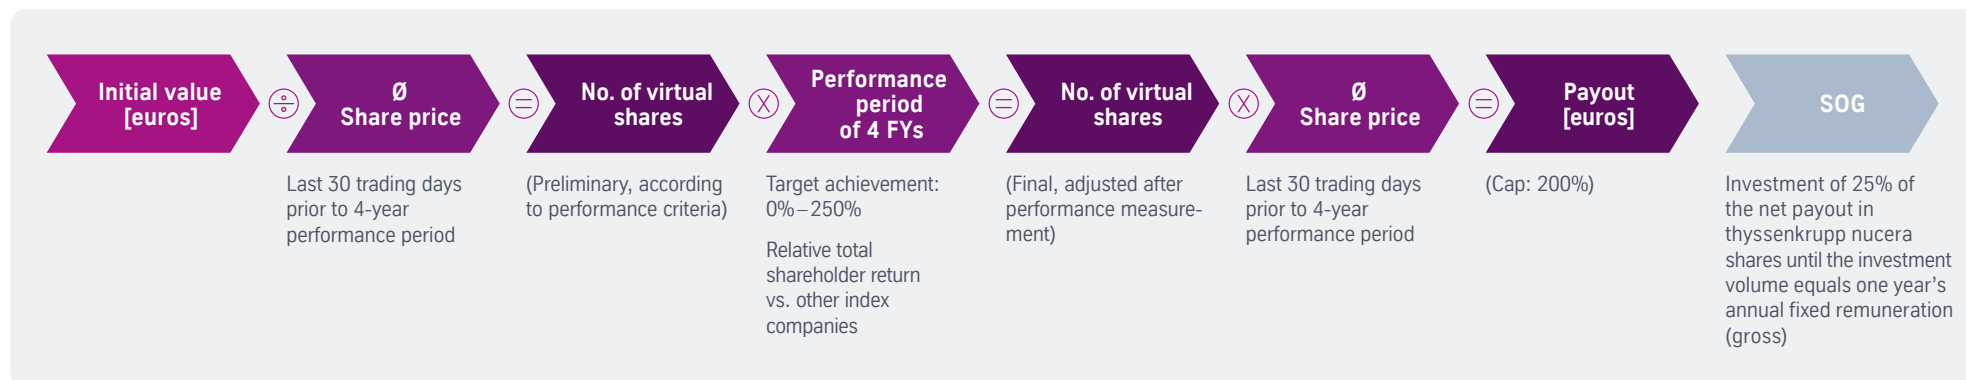 Initial value
[euros]
÷
Ø
Share price
=
No. of virtual
shares
×
Performance
period
of 4 FYs
=
No. of virtual
shares
×
Ø
Share price
=
Payout
[euros]
SOG
Last 30 trading days
prior to 4-year
performance period
(Preliminary, according
to performance criteria)
Target achievement:
0%–250%
Relative total
shareholder return
vs. other index
companies
(Final, adjusted after
performance measure-
ment)
Last 30 trading days
prior to 4-year
performance period
(Cap: 200%)
Investment of 25% of
the net payout in
thyssenkrupp nucera
shares until the investment
volume equals one year’s
annual fixed remuneration
(gross)